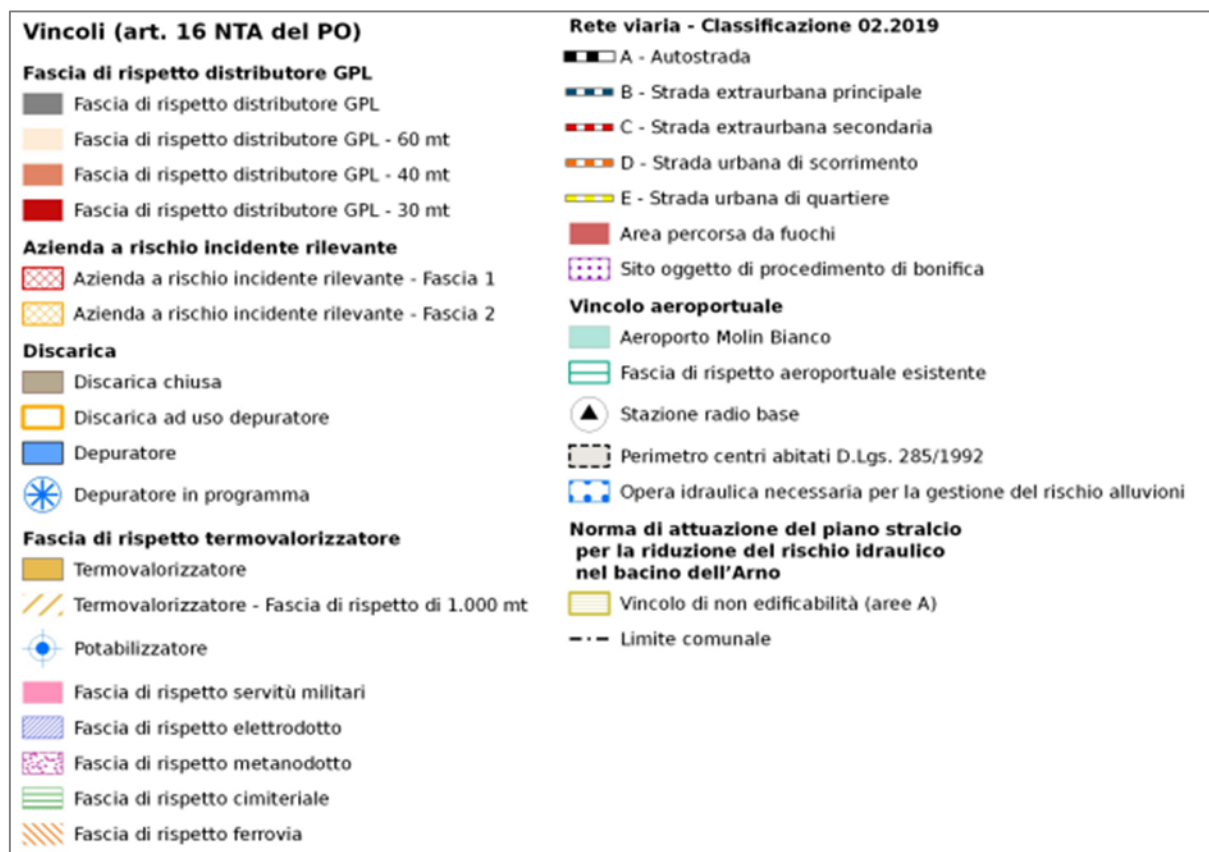 Vincoli (art. 16 NTA del PO)
Fascia di rispetto distributore GPL
Fascia di rispetto distributore GPL
Fascia di rispetto distributore GPL - 60 mt
Fascia di rispetto distributore GPL - 40 mt
Fascia di rispetto distributore GPL - 30 mt
Azienda a rischio incidente rilevante
Azienda a rischio incidente rilevante - Fascia 1
Azienda a rischio incidente rilevante - Fascia 2
Discarica
Discarica chiusa
Discarica ad uso depuratore
Depuratore
Depuratore in programma
Fascia di rispetto termovalorizzatore
Termovalorizzatore
Termovalorizzatore - Fascia di rispetto di 1.000 mt
Potabilizzatore
Fascia di rispetto servitù militari
Fascia di rispetto elettrodotto
Fascia di rispetto metanodotto
Fascia di rispetto cimiteriale
Fascia di rispetto ferrovia
Rete viaria - Classificazione 02.2019
A - Autostrada
B - Strada extraurbana principale
C - Strada extraurbana secondaria
D - Strada urbana di scorrimento
E - Strada urbana di quartiere
Area percorsa da fuochi
Sito oggetto di procedimento di bonifica
Vincolo aeroportuale
Aeroporto Molin Bianco
Fascia di rispetto aeroportuale esistente
Stazione radio base
Perimetro centri abitati D.Lgs. 285/1992
Opera idraulica necessaria per la gestione del rischio alluvioni
Norma di attuazione del piano stralcio
per la riduzione del rischio idraulico
nel bacino dell'Arno
Vincolo di non edificabilità (aree A)
Limite comunale